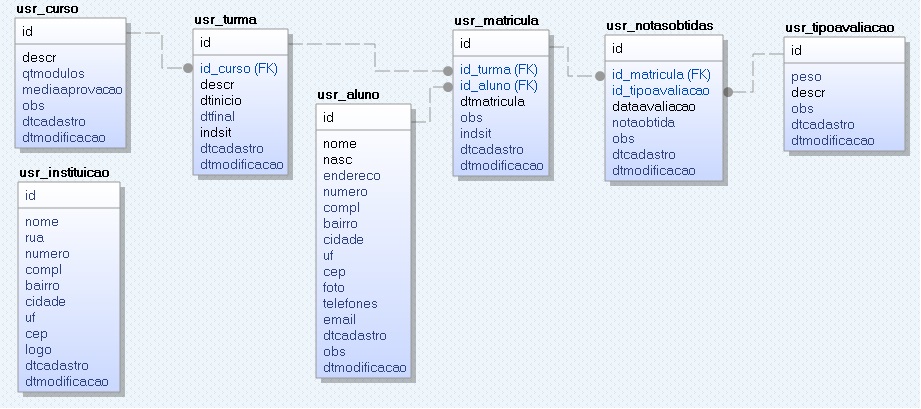 usr_curso
id
descr
qtmodulos
mediaaprovacao
obs
dtcadastro
dtmodificacao
usr_turma
id
id_curso (FK)
descr
dtinicio
dtfinal
indsit
dtcadastro
dtmodificacao
usr_matricula
id
id_turma (FK)
id_aluno (FK)
dtmatricula
obs
indsit
dtcadastro
dtmodificacao
usr_notasobtidas
id
id_matricula (FK)
id_tipoavaliacao
dataavaliacao
notaobtida
obs
dtcadastro
dtmodificacao
usr_tipoavaliacao
id
peso
descr
obs
dtcadastro
dtmodificacao
usr_instituicao
id
nome
rua
numero
compl
bairro
cidade
uf
cep
logo
dtcadastro
dtmodificacao
usr_aluno
id
nome
nasc
endereco
numero
compl
bairro
cidade
uf
cep
foto
telefones
email
dtcadastro
obs
dtmodificacao